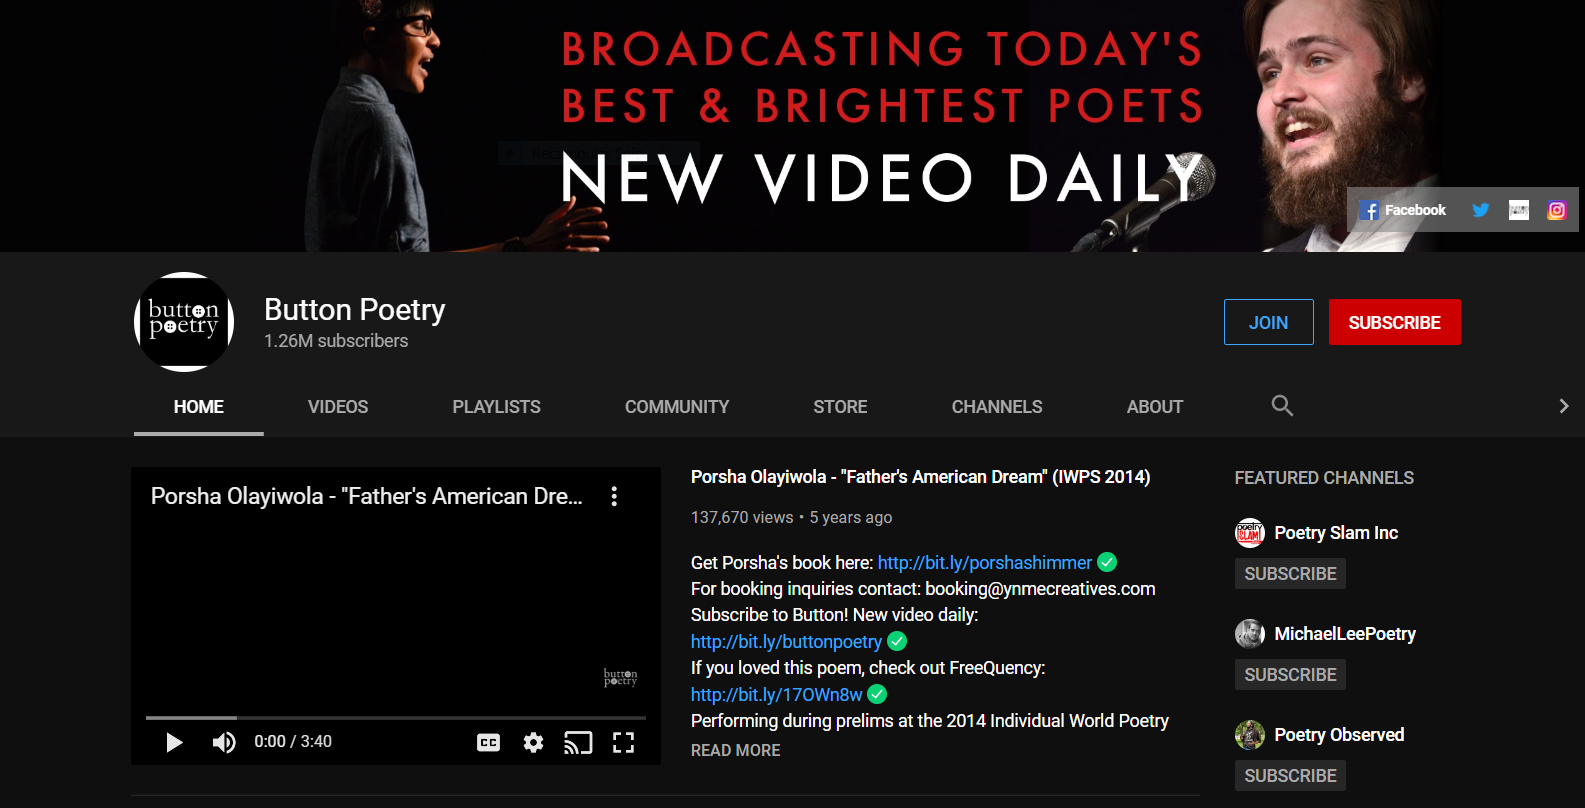 BROADCASTING TODAY'S
BEST & BRIGHTEST POETS
NEW VIDEO DAILY
Facebook
button
poetry
Button Poetry
1.26M subscribers
JOIN
SUBSCRIBE
HOME
VIDEOS
PLAYLISTS
COMMUNITY
STORE
CHANNELS
ABOUT
Porsha Olayiwola - "Father's American Dre...
button
poetry
0:00 / 3:40
CC
Porsha Olayiwola - "Father's American Dream" (IWPS 2014)
137,670 views • 5 years ago
Get Porsha's book here: http://bit.ly/porshashimmer
For booking inquiries contact: booking@ynmecreatives.com
Subscribe to Button! New video daily:
http://bit.ly/buttonpoetry
If you loved this poem, check out FreeQuency:
http://bit.ly/17OWn8w
Performing during prelims at the 2014 Individual World Poetry
READ MORE
FEATURED CHANNELS
poetry
SLAM
Poetry Slam Inc
SUBSCRIBE
MichaelLeePoetry
SUBSCRIBE
Poetry Observed
SUBSCRIBE